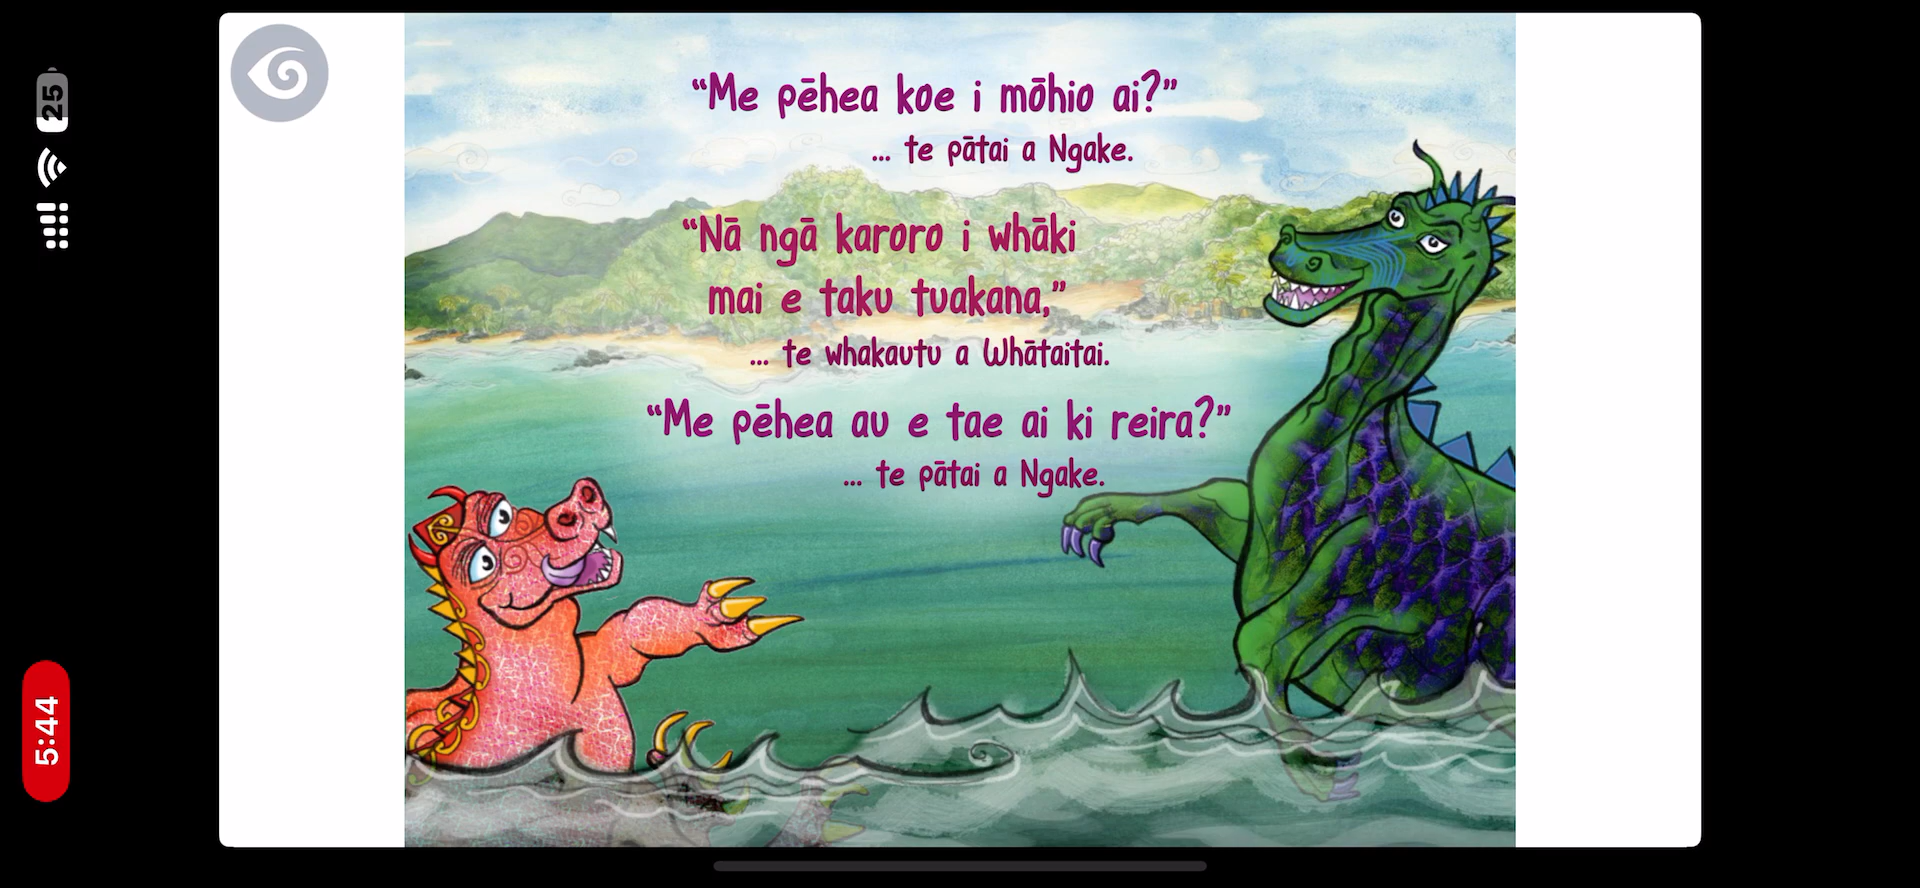 “Me pēhea koe i mōhio ai?”
... te pātai a Ngake.
“Nā ngā karoro i whāki
mai e taku tuakana,”
... te whakautu a Whātaitai.
“Me pēhea au e tae ai ki reira?”
... te pātai a Ngake.
25
5:44